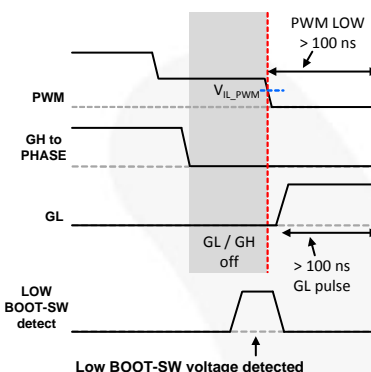 PWM LOW
> 100 ns
V_IL_PWM
PWM
GH to
PHASE
GL
GL / GH
off
> 100 ns
GL pulse
LOW
BOOT-SW
detect
Low BOOT-SW voltage detected